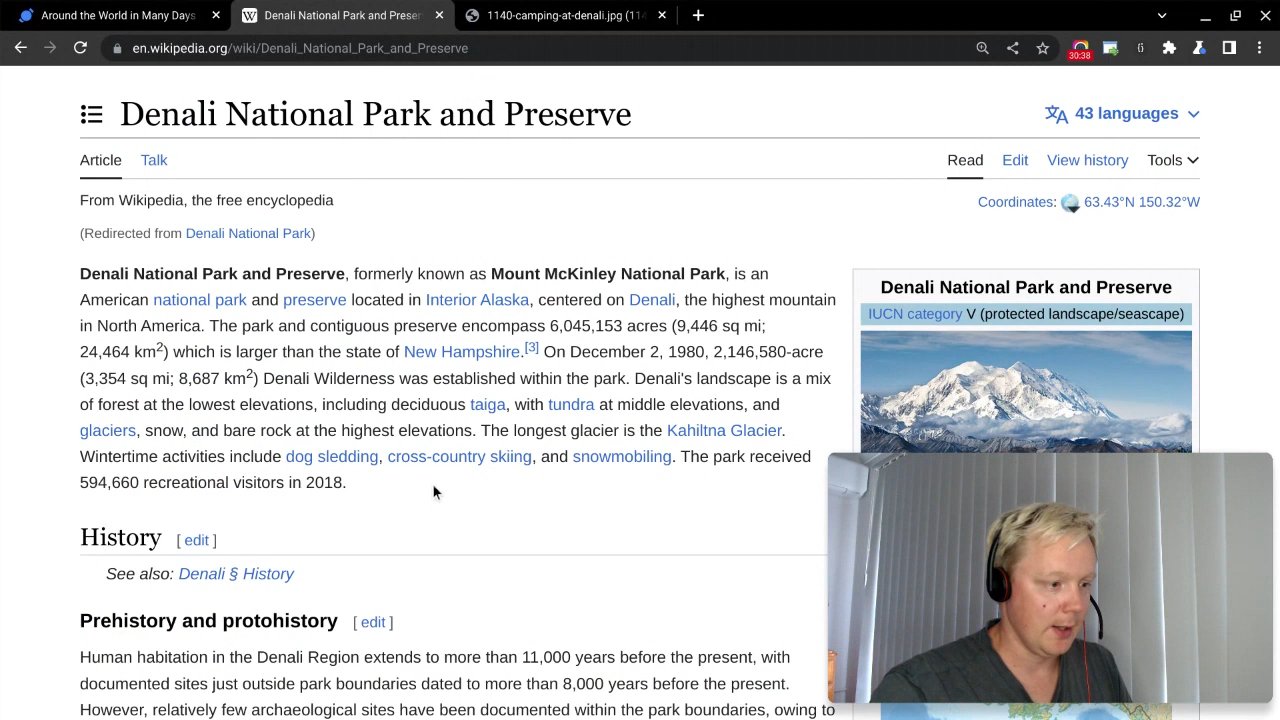 Around the World in Many Days
Denali National Park and Preser
1140-camping-at-denali.jpg (114
en.wikipedia.org/wiki/Denali_National_Park_and_Preserve
30:38
Denali National Park and Preserve
43 languages
Article Talk
Read Edit View history Tools
From Wikipedia, the free encyclopedia
Coordinates: 63.43°N 150.32°W
(Redirected from Denali National Park)
Denali National Park and Preserve, formerly known as Mount McKinley National Park, is an
American national park and preserve located in Interior Alaska, centered on Denali, the highest mountain
in North America. The park and contiguous preserve encompass 6,045,153 acres (9,446 sq mi;
24,464 km²) which is larger than the state of New Hampshire.[3] On December 2, 1980, 2,146,580-acre
(3,354 sq mi; 8,687 km²) Denali Wilderness was established within the park. Denali's landscape is a mix
of forest at the lowest elevations, including deciduous taiga, with tundra at middle elevations, and
glaciers, snow, and bare rock at the highest elevations. The longest glacier is the Kahiltna Glacier.
Wintertime activities include dog sledding, cross-country skiing, and snowmobiling. The park received
594,660 recreational visitors in 2018.
Denali National Park and Preserve
IUCN category V (protected landscape/seascape)
History [ edit ]
See also: Denali § History
Prehistory and protohistory [ edit ]
Human habitation in the Denali Region extends to more than 11,000 years before the present, with
documented sites just outside park boundaries dated to more than 8,000 years before the present.
However, relatively few archaeological sites have been documented within the park boundaries, owing to